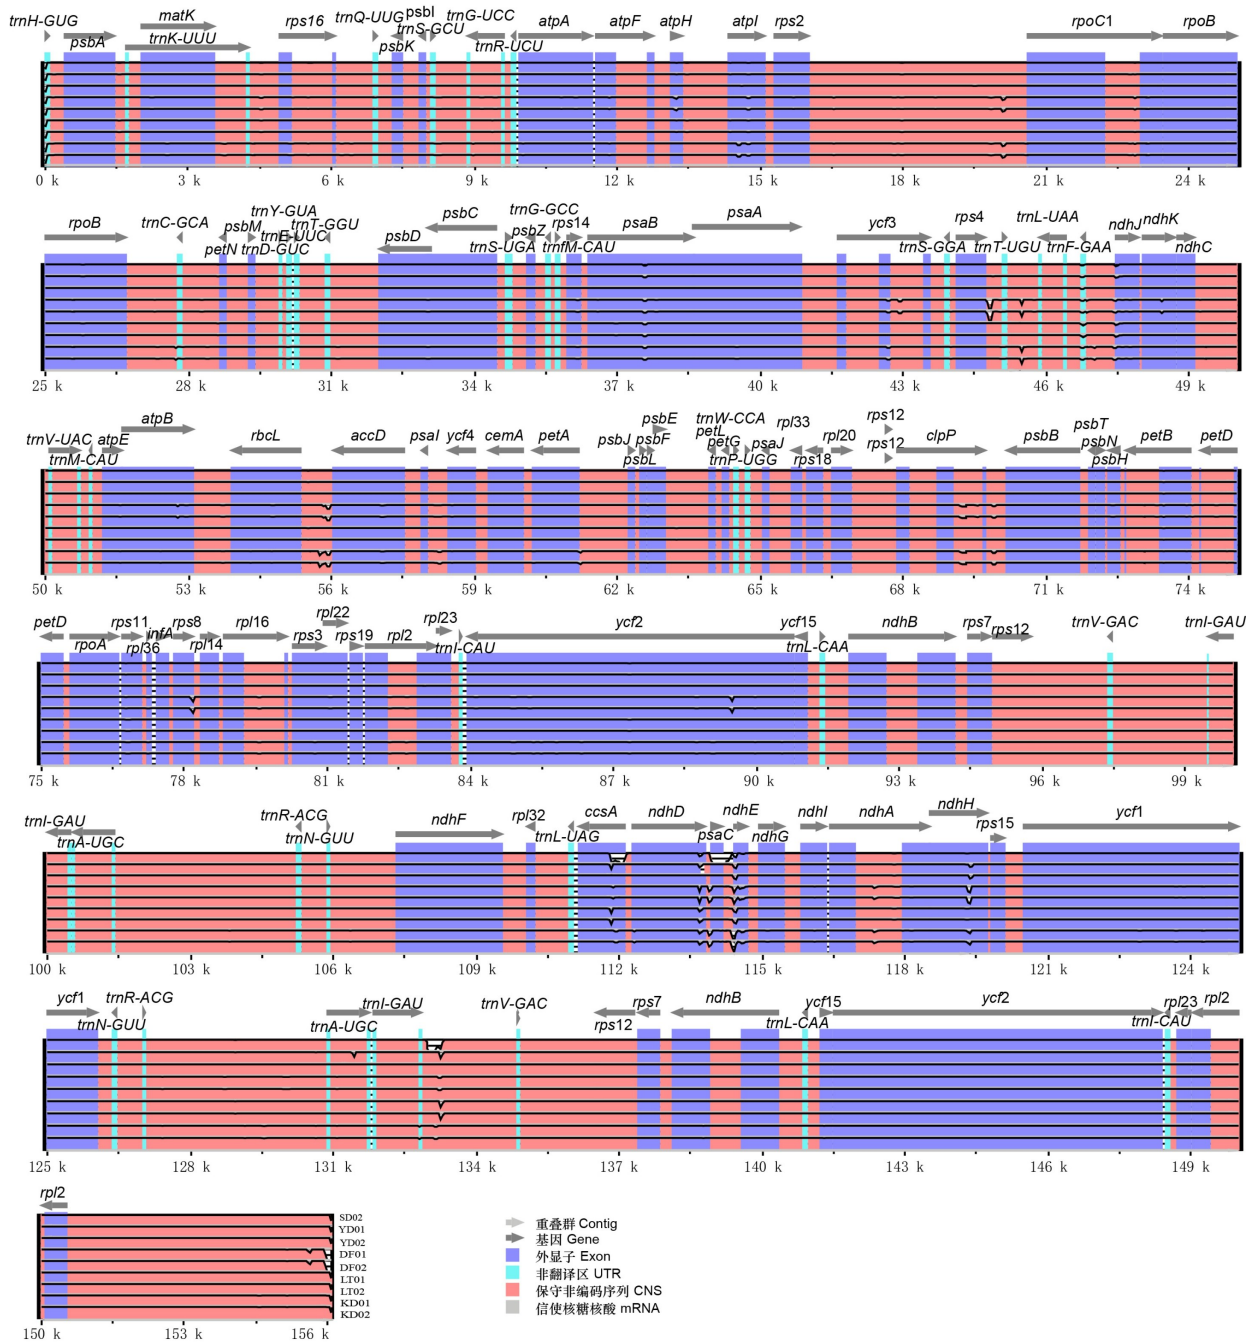 matK
trnH-GUG psbA trnK-UUU rps16 trnQ-UUG psbK psbI trnS-GCU trnG-UCC trnR-UCU atpA atpF atpH atpI rps2 rpoC1 rpoB
0 k 3 k 6 k 9 k 12 k 15 k 18 k 21 k 24 k
rpoB trnC-GCA petN psbM trnD-GUC trnY-GUA trnE-UUC trnT-GGU psbD psbC trnS-UGA psbZ trnG-GCC trnfM-CAU rps14 psaB psaA ycf3 trnS-GGA rps4 trnT-UGU trnL-UAA trnF-GAA ndhJ ndhK ndhC
25 k 28 k 31 k 34 k 37 k 40 k 43 k 46 k 49 k
trnV-UAC trnM-CAU atpE atpB rbcL accD psaI ycf4 cemA petA psbJ psbL psbF psbE petL petG trnW-CCA trnP-UGG psaJ rpl33 rps18 rpl20 rps12 rps12 clpP psbB psbT psbN psbH petB petD
50 k 53 k 56 k 59 k 62 k 65 k 68 k 71 k 74 k
petD rpoA rps11 rpl36 infA rps8 rpl14 rpl16 rps3 rpl22 rps19 rpl2 rpl23 trnI-CAU ycf2 ycf15 trnL-CAA ndhB rps7 rps12 trnV-GAC trnI-GAU
75 k 78 k 81 k 84 k 87 k 90 k 93 k 96 k 99 k
trnI-GAU trnA-UGC trnR-ACG trnN-GUU ndhF rpl32 trnL-UAG ccsA ndhD psaC ndhE ndhG ndhI ndhA ndhH rps15 ycf1
100 k 103 k 106 k 109 k 112 k 115 k 118 k 121 k 124 k
ycf1 trnN-GUU trnR-ACG trnA-UGC trnI-GAU trnV-GAC rps12 rps7 ndhB trnL-CAA ycf15 ycf2 trnI-CAU rpl23 rpl2
125 k 128 k 131 k 134 k 137 k 140 k 143 k 146 k 149 k
rpl2
SD02
YD01
YD02
DF01
DF02
LT01
LT02
KD01
KD02
150 k 153 k 156 k
重叠群 Contig
基因 Gene
外显子 Exon
非翻译区 UTR
保守非编码序列 CNS
信使核糖核酸 mRNA